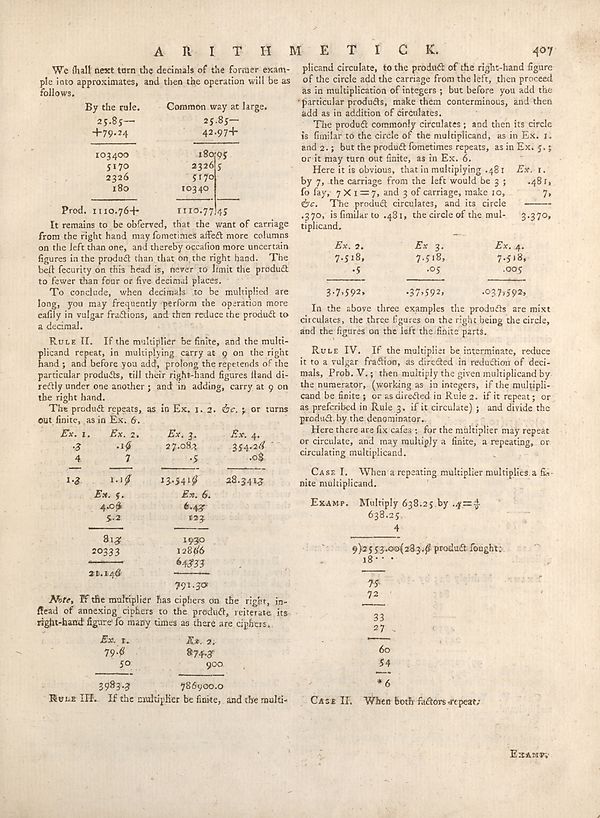 ARITHMETICK. 407
We ſhall next turn the decimals of the former exam-
ple into approximates, and then the operation will be as
follows.
By the rule. Common way at large.
25.85— 25.85—
+79.24 42.97+
103400 180 95
5170 2326 5
2326 5170
180 10340
Prod. 1110.76+ 1110.77 45
It remains to be obſerved, that the want of carriage
from the right hand may ſometimes affect more columns
on the left than one, and thereby occaſion more uncertain
figures in the product than that on the right hand. The
beſt ſecurity on this head is, never to limit the product
to fewer than four or five decimal places.
To conclude, when decimals to be multiplied are
long, you may frequently perform the operation more
eaſily in vulgar fractions, and then reduce the product to
a decimal.
RULE II. If the multiplier be finite, and the multi-
plicand repeat, in multiplying carry at 9 on the right
hand; and before you add, prolong the repetends of the
particular products, till their right-hand figures ſtand di-
rectly under one another; and in adding, carry at 9 on
the right hand.
The product repeats, as in Ex. 1. 2. &c.; or turns
out finite, as in Ex. 6.
Ex. 1. Ex. 2. Ex. 3. Ex. 4.
.3 .16 27.083 354.26
4 7 .5 .08
1.3 1.16 13.5416 28.3413
Ex. 5. Ex. 6.
4.06 6.43
5.2 123
813 1930
20333 12866
64333
21.146
791.30
Note, If the multiplier has ciphers on the right, in-
ſtead of annexing ciphers to the product, reiterate its
right-hand figure ſo many times as there are ciphers.
Ex. 1. Ex. 2.
79.6 874.3
50 900
3983.3 786900.0
RULE III. If the multiplier be finite, and the multi-
plicand circulate, to the product of the right-hand figure
of the circle add the carriage from the left, then proceed
as in multiplication of integers; but before you add the
particular products, make them conterminous, and then
add as in addition of circulates.
The product commonly circulates; and then its circle
is ſimilar to the circle of the multiplicand, as in Ex. 1.
and 2.; but the product ſometimes repeats, as in Ex. 5.;
or it may turn out finite, as in Ex. 6.
Here it is obvious, that in multiplying .481 Ex. 1.
by 7, the carriage from the left would be 3; .481,
ſo ſay, 7 X 1 = 7, and 3 of carriage, make 10, 7,
&c. The product circulates, and its circle
.370, is ſimilar to .481, the circle of the mul- 3.370,
tiplicand.
Ex. 2. Ex 3. Ex. 4.
7.518, 7.518, 7.518,
.5 .05 .005
3.7,592, .37,592, .037,592,
In the above three examples the products are mixt
circulates, the three figures on the right being the circle,
and the figures on the left the finite parts.
RULE IV. If the multiplier be interminate, reduce
it to a vulgar fraction, as directed in reduction of deci-
mals, Prob. V.; then multiply the given multiplicand by
the numerator, (working as in integers, if the multipli-
cand be finite; or as directed in Rule 2. if it repeat; or
as preſcribed in Rule 3. if it circulate); and divide the
product by the denominator.
Here there are ſix caſes: for the multiplier may repeat
or circulate, and may multiply a finite, a repeating, or
circulating multiplicand.
CASE I. When a repeating multiplier multiplies a fi-
nite multiplicand.
EXAMP. Multiply 638.25 by .4=4/9
638.25
4
9)2553.00(283.6 product ſought;
18 · · ·
75
72
33
27
60
54
*6
CASE II. When both factors repeat;
EXAMP.